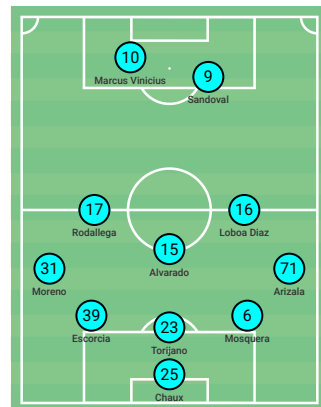 10
Marcus Vinicius
9
Sandoval
17
Rodallega
16
Loboa Diaz
15
Alvarado
31
Moreno
71
Arizala
39
Escorcia
23
Torijano
6
Mosquera
25
Chaux